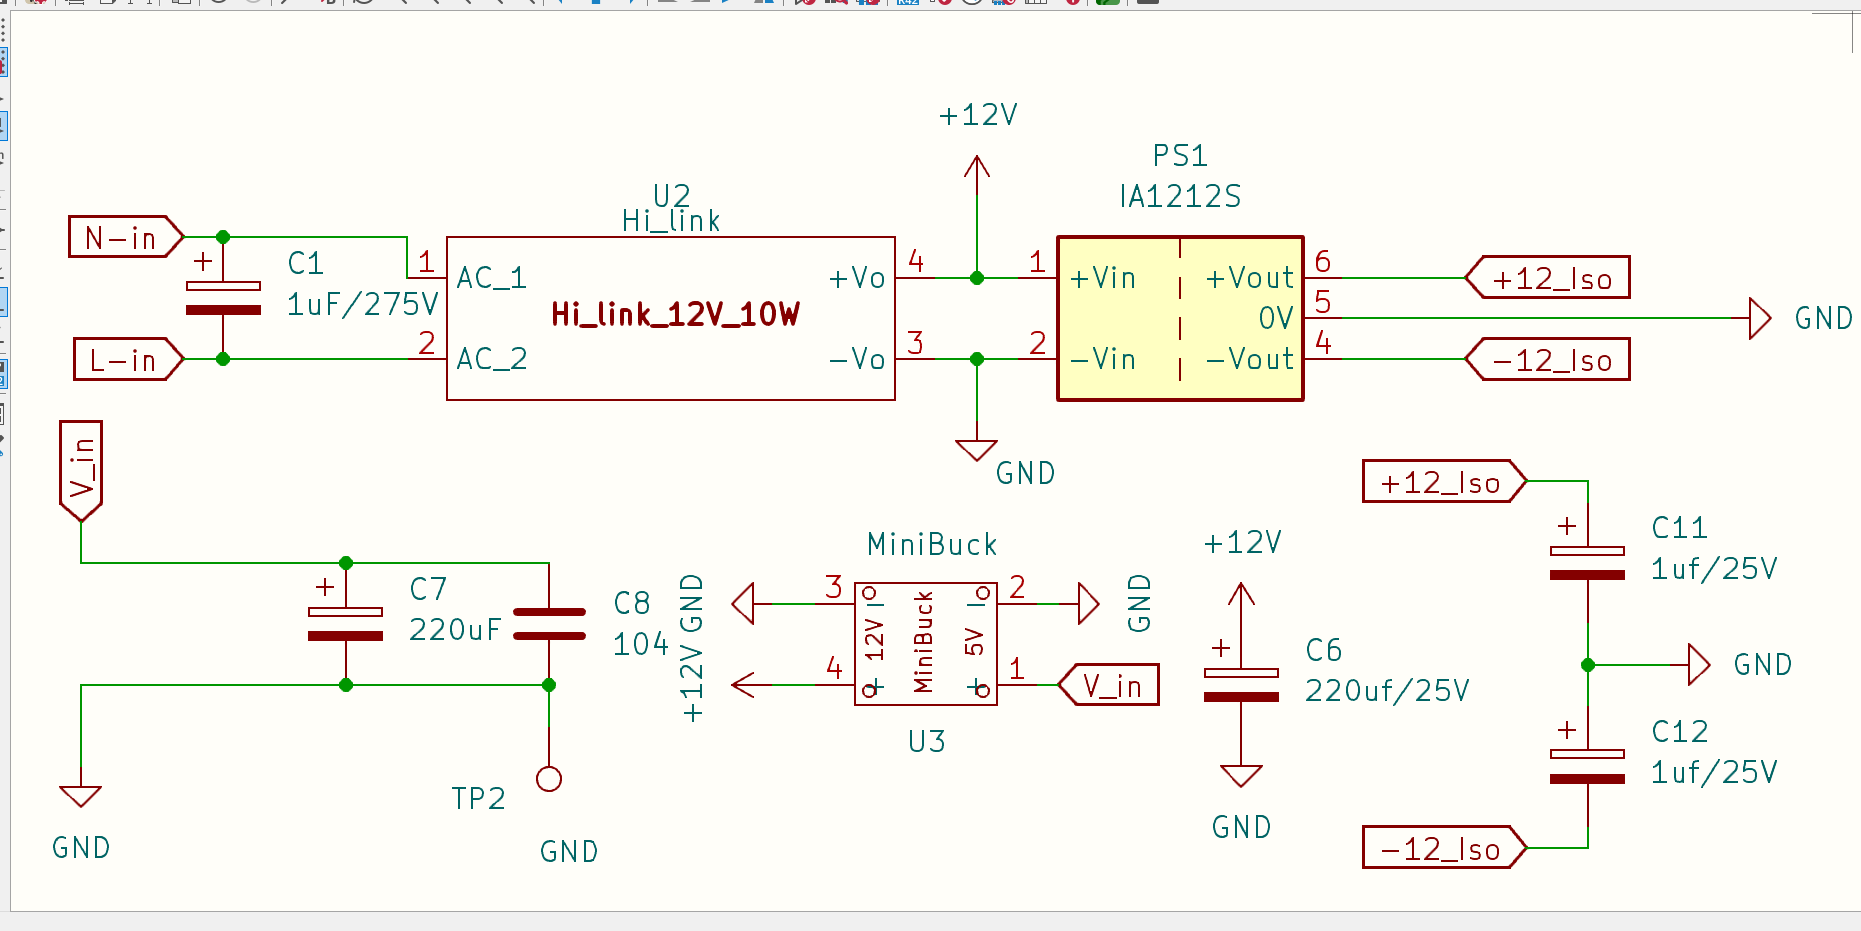 +12V
PS1
IA1212S
U2
Hi_link
N-in
+
C1
1uF/275V
1
AC_1
Hi_link_12V_10W
2
AC_2
L-in
+Vo
4
-Vo
3
1
+Vin
2
-Vin
+Vout
6
0V
5
-Vout
4
+12_Iso
GND
-12_Iso
GND
V_in
+
C7
220uF
C8
104
GND
TP2
GND
MiniBuck
GND
3
+12V
4
12V
- +
MiniBuck
5V
- +
2
GND
1
V_in
U3
+12V
+
C6
220uf/25V
GND
+12_Iso
+
C11
1uf/25V
GND
+
C12
1uf/25V
-12_Iso